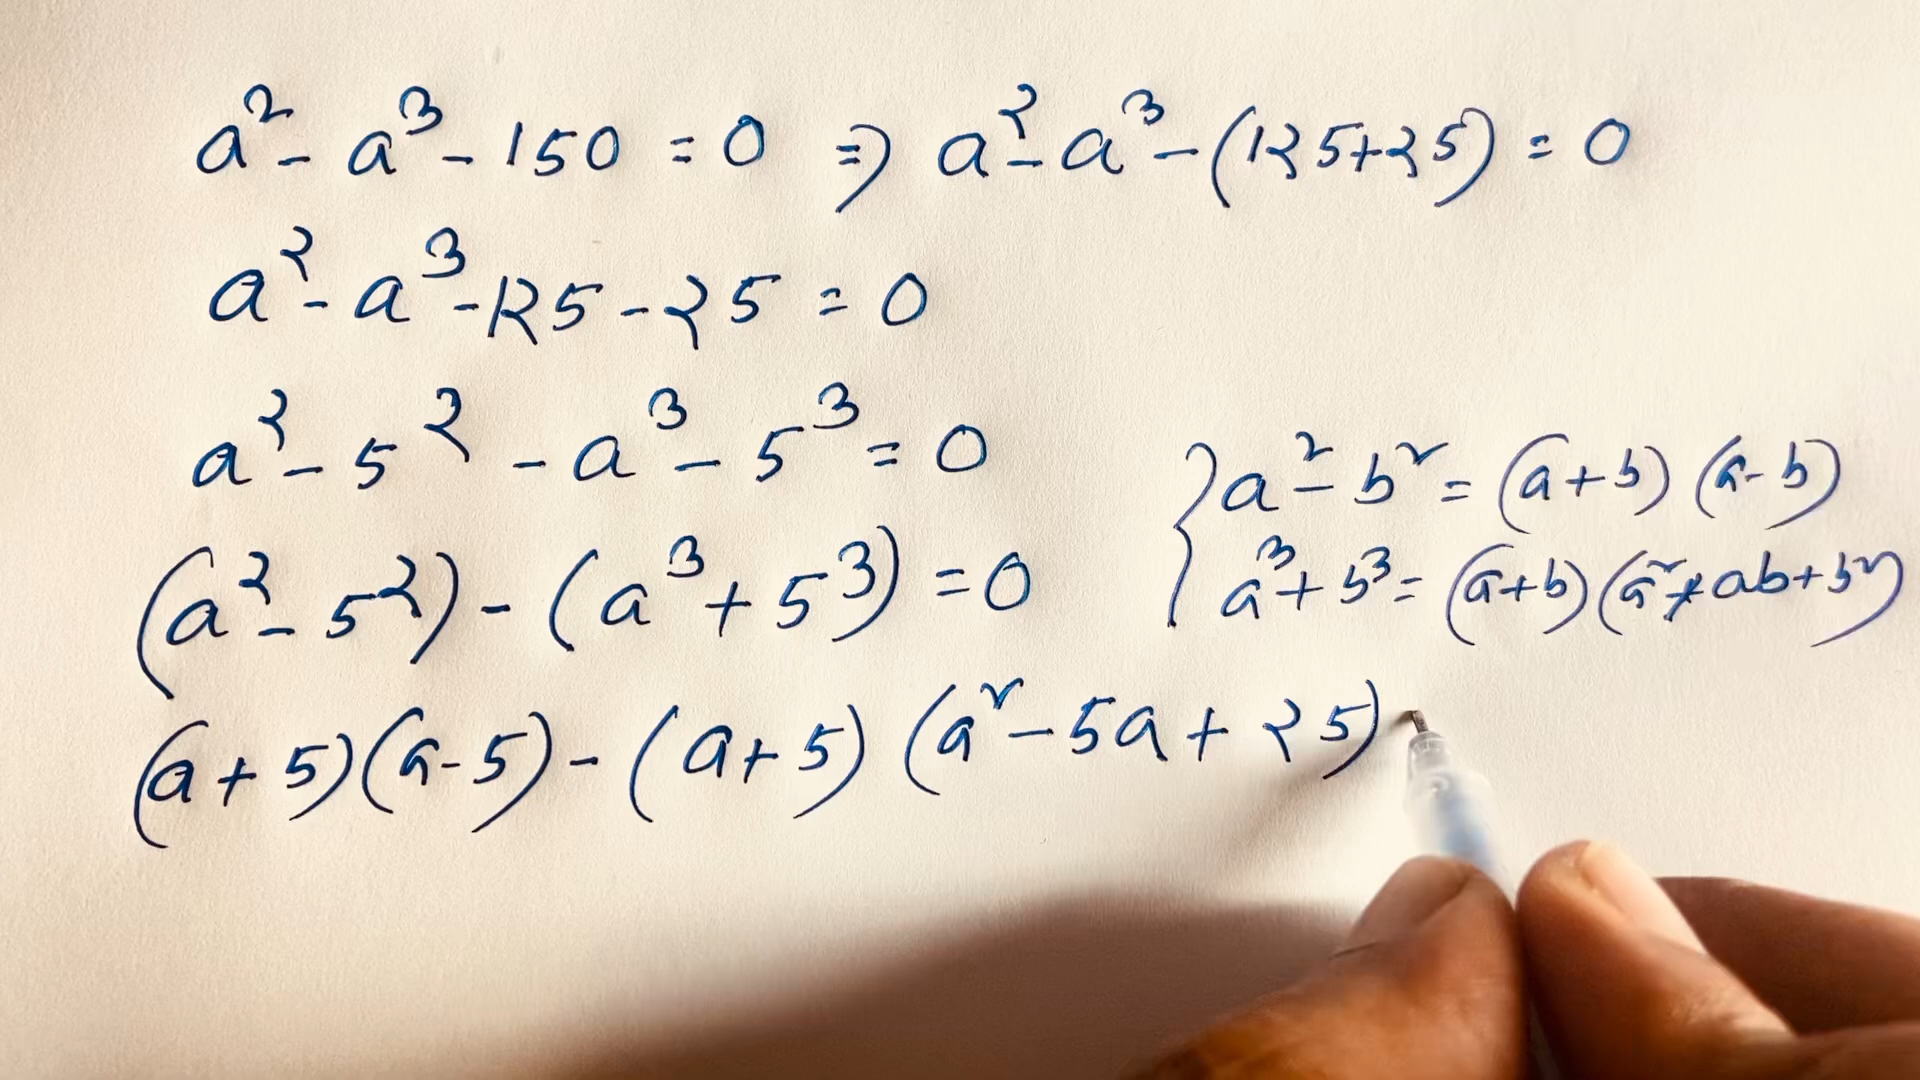 a² - a³ - 150 = 0 ⇒ a² - a³ - (125+25) = 0
a² - a³ - 125 - 25 = 0
a² - 5² - a³ - 5³ = 0
(a² - 5²) - (a³ + 5³) = 0
a² - b² = (a+b) (a-b)
a³ + b³ = (a+b) (a² - ab + b²)
(a+5)(a-5) - (a+5) (a² - 5a + 25)